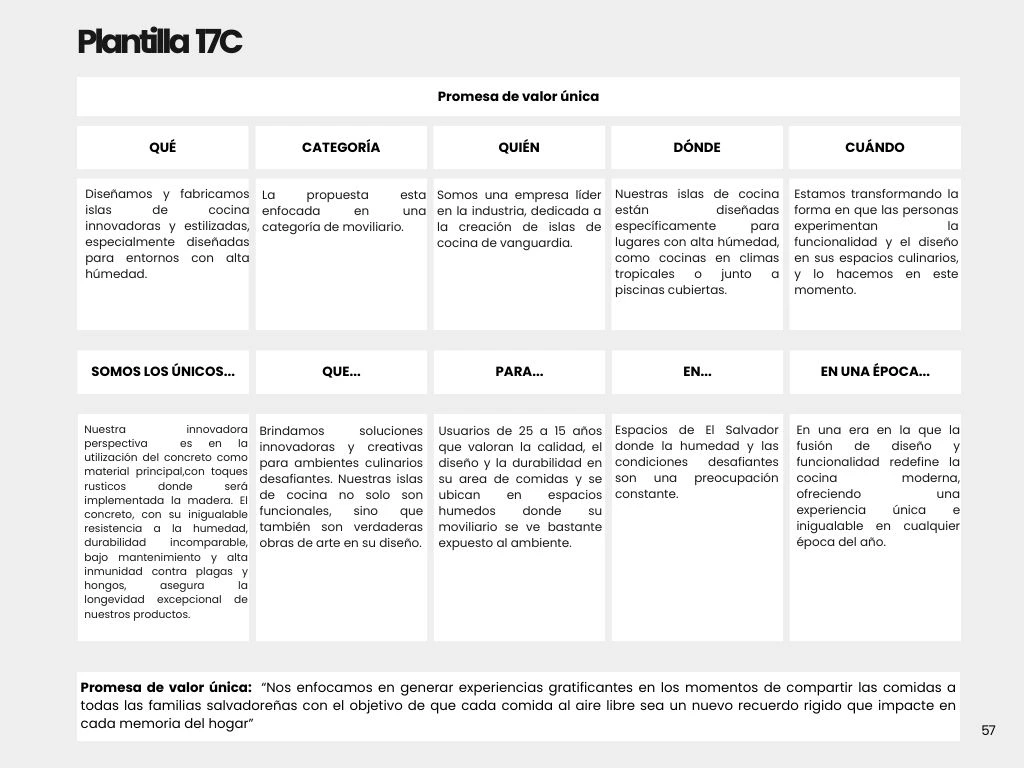 Plantilla 17C
Promesa de valor única
QUÉ
CATEGORÍA
QUIÉN
DÓNDE
CUÁNDO
Diseñamos y fabricamos
islas de cocina
innovadoras y estilizadas,
especialmente diseñadas
para entornos con alta
húmedad.
La propuesta esta
enfocada en una
categoría de moviliario.
Somos una empresa líder
en la industria, dedicada a
la creación de islas de
cocina de vanguardia.
Nuestras islas de cocina
están diseñadas
específicamente para
lugares con alta húmedad,
como cocinas en climas
tropicales o junto a
piscinas cubiertas.
Estamos transformando la
forma en que las personas
experimentan la
funcionalidad y el diseño
en sus espacios culinarios,
y lo hacemos en este
momento.
SOMOS LOS ÚNICOS...
QUE...
PARA...
EN...
EN UNA ÉPOCA...
Nuestra innovadora
perspectiva es en la
utilización del concreto como
material principal,con toques
rusticos donde será
implementada la madera. El
concreto, con su inigualable
resistencia a la humedad,
durabilidad incomparable,
bajo mantenimiento y alta
inmunidad contra plagas y
hongos, asegura la
longevidad excepcional de
nuestros productos.
Brindamos soluciones
innovadoras y creativas
para ambientes culinarios
desafiantes. Nuestras islas
de cocina no solo son
funcionales, sino que
también son verdaderas
obras de arte en su diseño.
Usuarios de 25 a 15 años
que valoran la calidad, el
diseño y la durabilidad en
su area de comidas y se
ubican en espacios
humedos donde su
moviliario se ve bastante
expuesto al ambiente.
Espacios de El Salvador
donde la humedad y las
condiciones desafiantes
son una preocupación
constante.
En una era en la que la
fusión de diseño y
funcionalidad redefine la
cocina moderna,
ofreciendo una
experiencia única e
inigualable en cualquier
época del año.
Promesa de valor única: “Nos enfocamos en generar experiencias gratificantes en los momentos de compartir las comidas a
todas las familias salvadoreñas con el objetivo de que cada comida al aire libre sea un nuevo recuerdo rigido que impacte en
cada memoria del hogar”
57